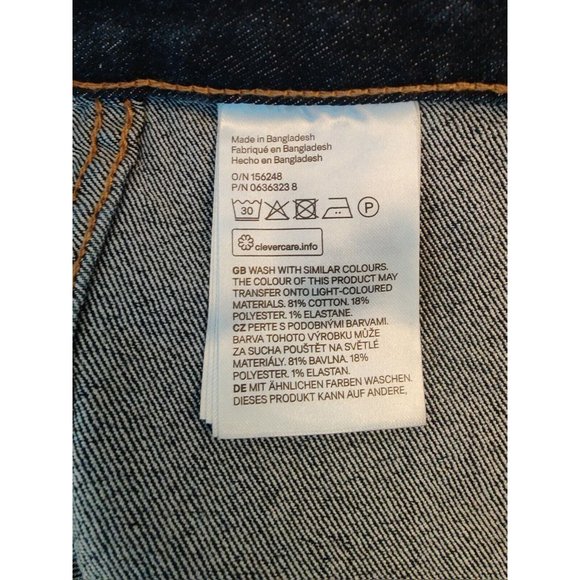 Made in Bangladesh
Fabriqué en Bangladesh
Hecho en Bangladesh
O/N 156248
P/N 0636323 8
30 P
clevercare.info
GB WASH WITH SIMILAR COLOURS.
THE COLOUR OF THIS PRODUCT MAY
TRANSFER ONTO LIGHT-COLOURED
MATERIALS. 81% COTTON. 18%
POLYESTER. 1% ELASTANE.
CZ PERTE S PODOBNÝMI BARVAMI.
BARVA TOHOTO VÝROBKU MŮŽE
ZA SUCHA POUŠTĚT NA SVĚTLÉ
MATERIÁLY. 81% BAVLNA. 18%
POLYESTER. 1% ELASTAN.
DE MIT ÄHNLICHEN FARBEN WASCHEN.
DIESES PRODUKT KANN AUF ANDERE,